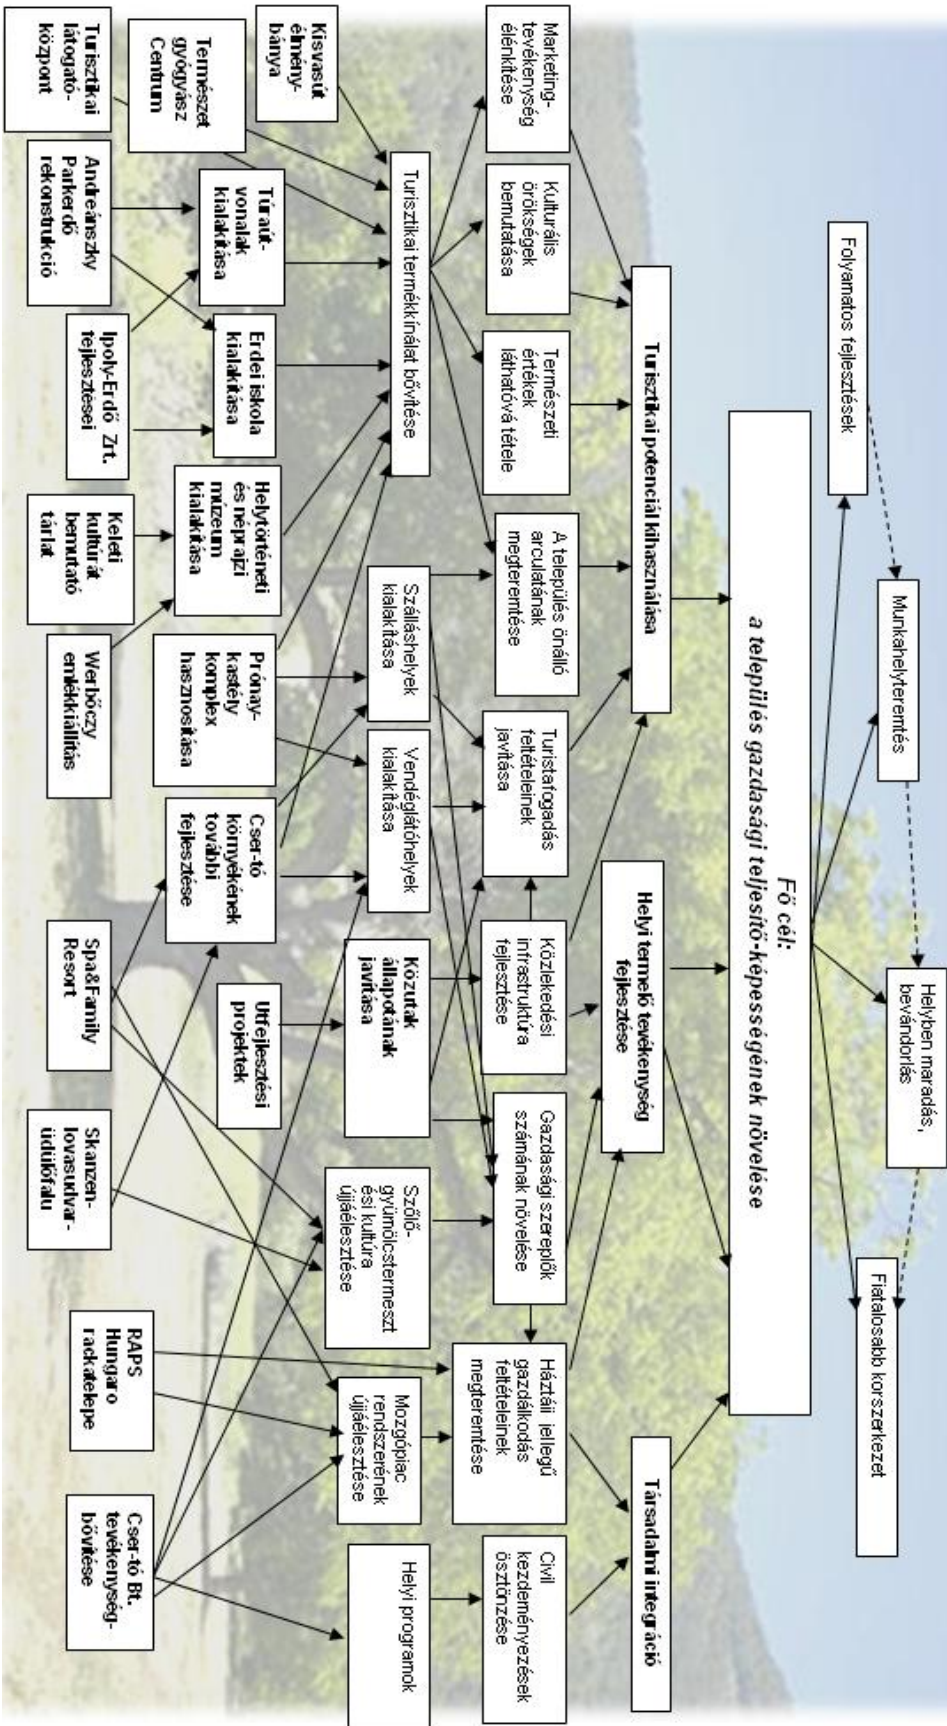 Folyamatos fejlesztések
Munkahelyteremtés
Helyben maradás,
bevándorlás
Fiatalosabb korszerkezet
Fő cél:
a település gazdasági teljesítő-képességének növelése
Turisztikai potenciál kihasználása
Helyi termelő tevékenység
fejlesztése
Társadalmi integráció
Marketing-
tevékenység
élénkítése
Kulturális
örökségek
bemutatása
Természeti
értékek
láthatóvá tétele
A település önálló
arculatának
megteremtése
Turistafogadás
feltételeinek
javítása
Közlekedési
infrastruktúra
fejlesztése
Gazdasági szereplők
számának növelése
Háztáji jellegű
gazdálkodás
feltételeinek
megteremtése
Civil
kezdeményezések
ösztönzése
Turisztikai termékkínálat bővítése
Szálláshelyek
kialakítása
Vendéglátóhelyek
kialakítása
Közutak
állapotának
javítása
Szőlő-
gyümölcstermeszt
ési kultúra
újjáélesztése
Mozgópiac
rendszerének
újjáélesztése
Helyi programok
Kisvasút
élmény-
bánya
Természet
gyógyász
Centrum
Turisztikai
látogató-
központ
Túraút-
vonalak
kialakítása
Erdei iskola
kialakítása
Helytörténeti
és néprajzi
múzeum
kialakítása
Prónay-
kastély
komplex
hasznosítása
Cser-tó
környékének
további
fejlesztése
Útfejlesztési
projektek
Andreánszky
Parkerdő
rekonstrukció
Ipoly-Erdő Zrt.
fejlesztései
Keleti
kultúrát
bemutató
tárlat
Werbőczy
emlékkiállítás
Spa&Family
Resort
Skanzen-
lovasudvar-
üdülőfalu
RAPS
Hungaro
rackatelepe
Cser-tó Bt.
tevékenység-
bővítése